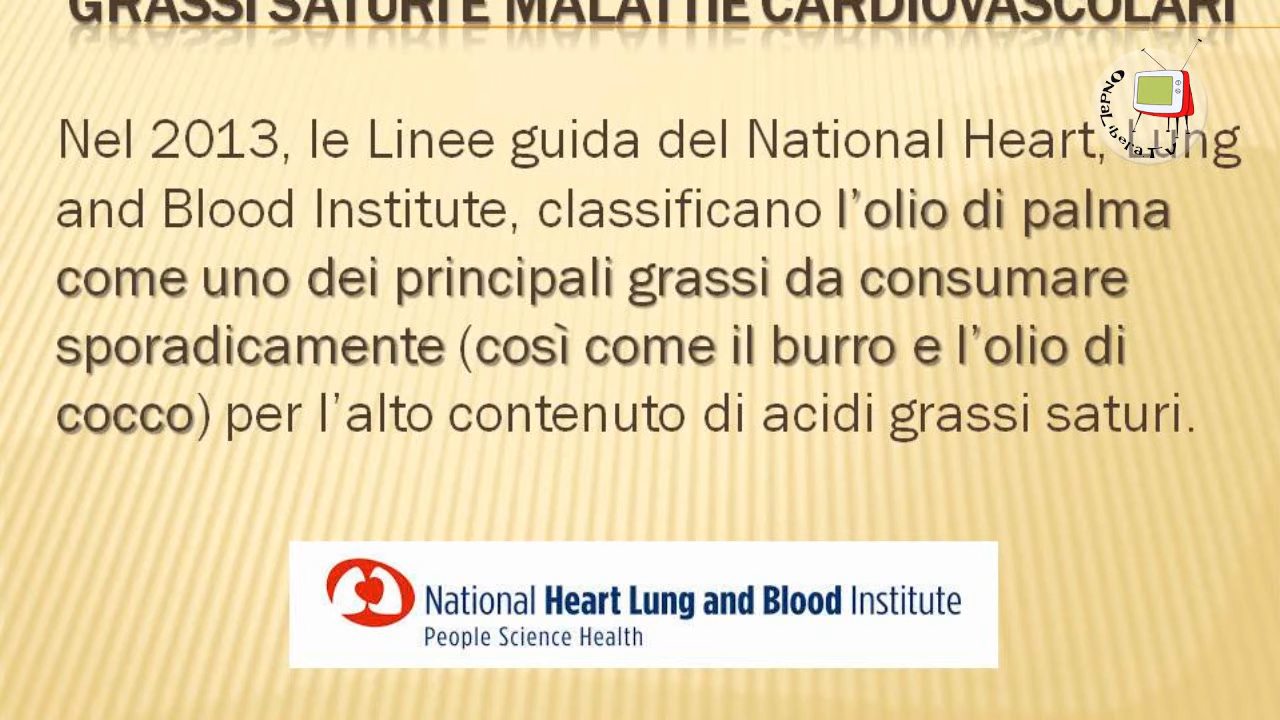 GRASSI SATURI E MALATTIE CARDIOVASCOLARI
OndaLiberaTV
Nel 2013, le Linee guida del National Heart, Lung
and Blood Institute, classificano l’olio di palma
come uno dei principali grassi da consumare
sporadicamente (così come il burro e l’olio di
cocco) per l’alto contenuto di acidi grassi saturi.
National Heart Lung and Blood Institute
People Science Health